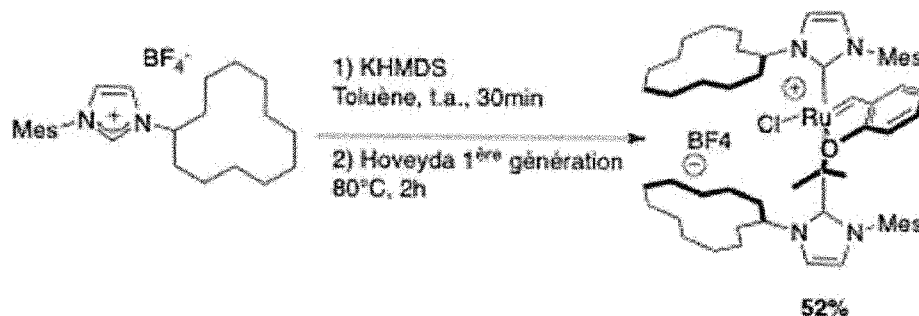 BF4-
Mes
N
+
N
1) KHMDS
Toluène, t.a., 30min
2) Hoveyda 1ère génération
80°C, 2h
N
N
Mes
+
Cl
Ru
O
BF4
-
N
N
Mes
52%